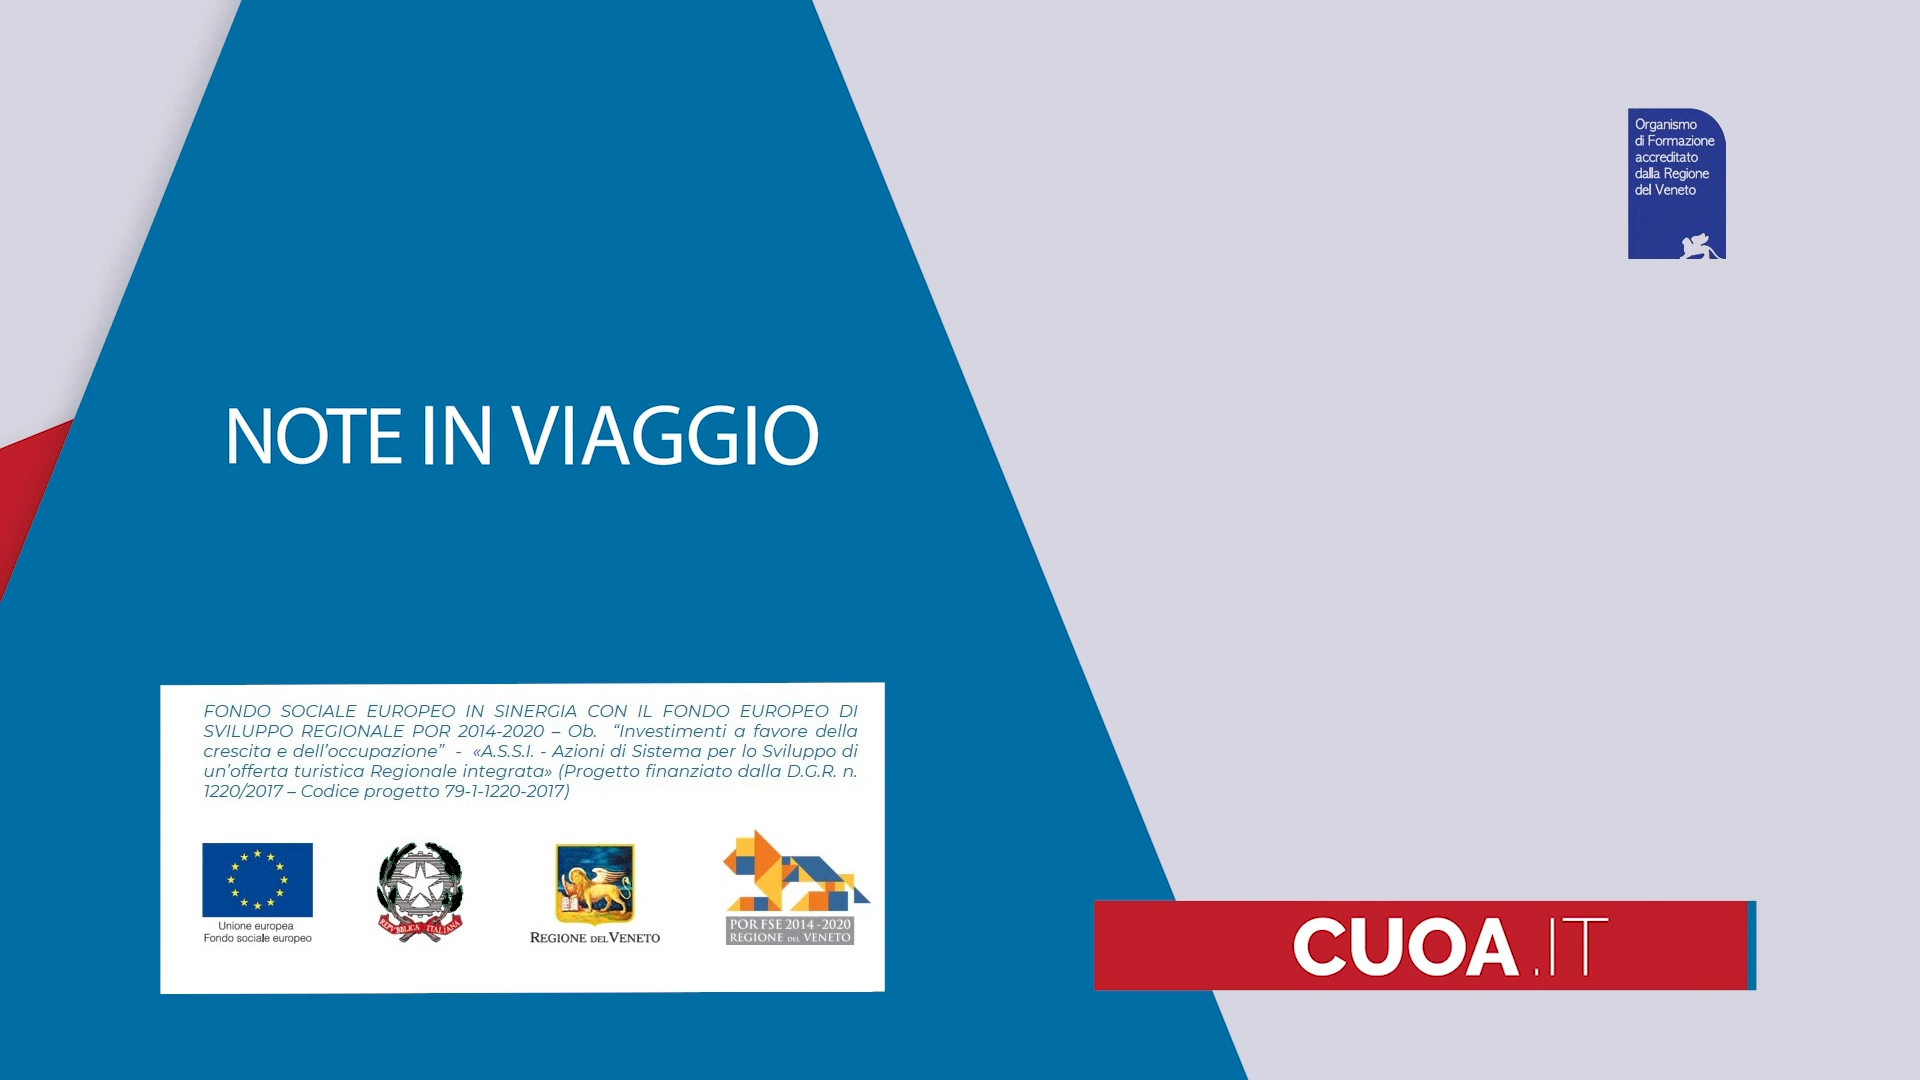 Organismo
di Formazione
accreditato
dalla Regione
del Veneto
NOTE IN VIAGGIO
FONDO SOCIALE EUROPEO IN SINERGIA CON IL FONDO EUROPEO DI
SVILUPPO REGIONALE POR 2014-2020 – Ob. “Investimenti a favore della
crescita e dell’occupazione” - «A.S.S.I. - Azioni di Sistema per lo Sviluppo di
un’offerta turistica Regionale integrata» (Progetto finanziato dalla D.G.R. n.
1220/2017 – Codice progetto 79-1-1220-2017)
Unione europea
Fondo sociale europeo
REPVBBLICA ITALIANA
REGIONE DEL VENETO
POR FSE 2014-2020
REGIONE DEL VENETO
CUOA.IT